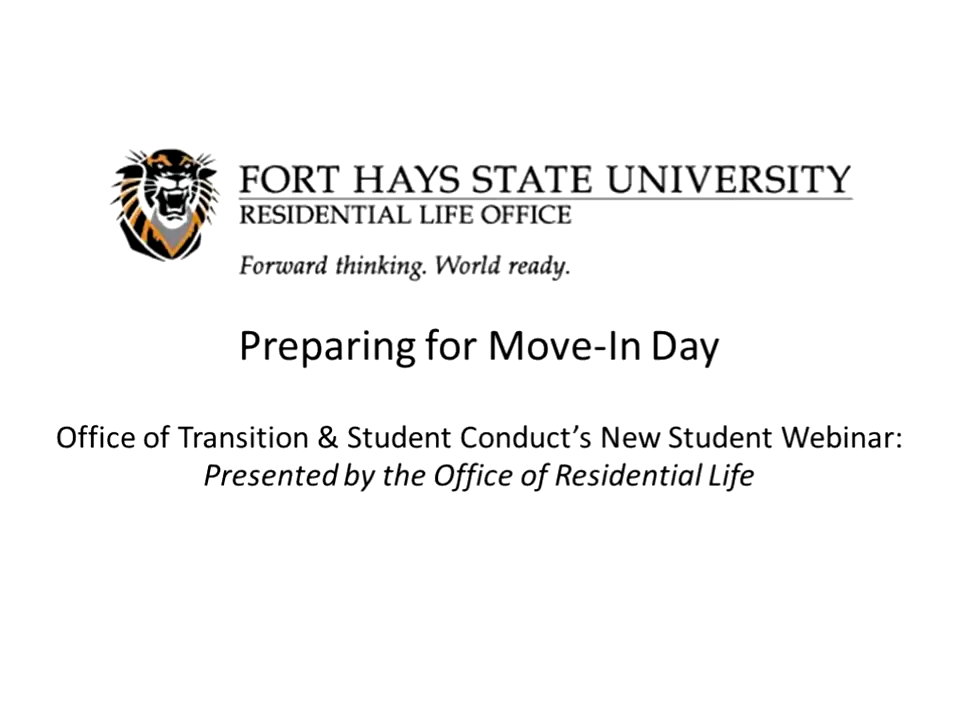 FORT HAYS STATE UNIVERSITY
RESIDENTIAL LIFE OFFICE
Forward thinking. World ready.
Preparing for Move-In Day
Office of Transition & Student Conduct’s New Student Webinar:
Presented by the Office of Residential Life